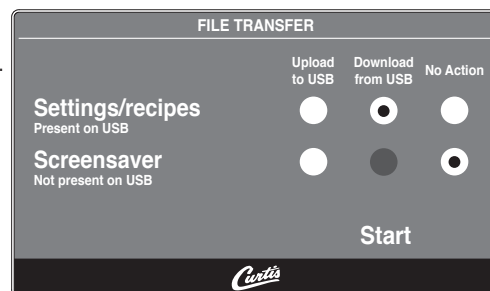 FILE TRANSFER
Upload to USB
Download from USB
No Action
Settings/recipes
Present on USB
Screensaver
Not present on USB
Start
Curtis